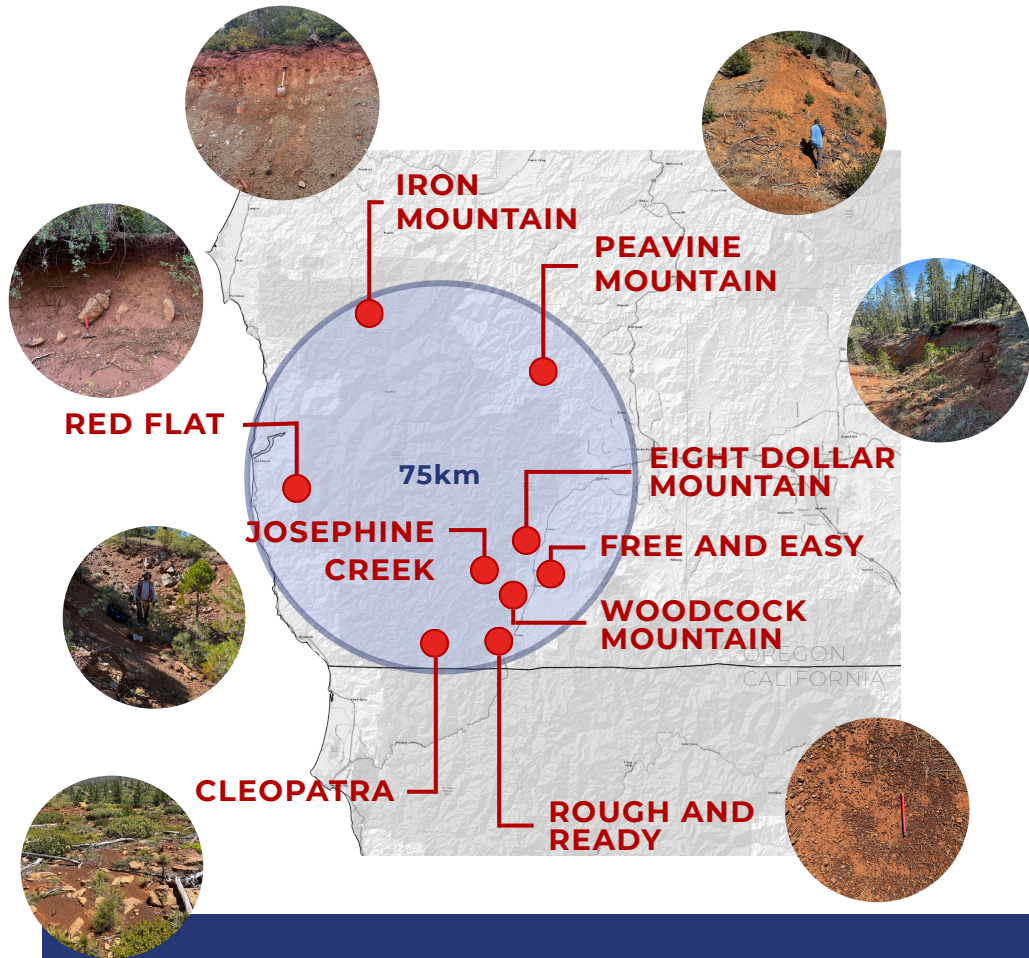 IRON
MOUNTAIN
PEAVINE
MOUNTAIN
RED FLAT
75km
EIGHT DOLLAR
MOUNTAIN
JOSEPHINE
CREEK
FREE AND EASY
WOODCOCK
MOUNTAIN
OREGON
CALIFORNIA
CLEOPATRA
ROUGH AND
READY